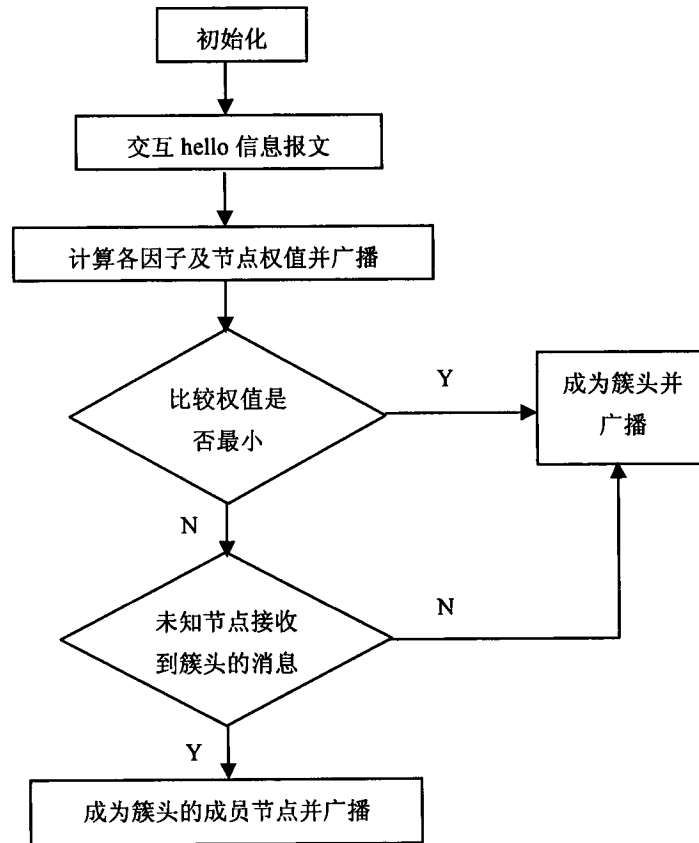 初始化
交互 hello 信息报文
计算各因子及节点权值并广播
比较权值是
否最小
Y
成为簇头并
广播
N
未知节点接收
到簇头的消息
N
Y
成为簇头的成员节点并广播